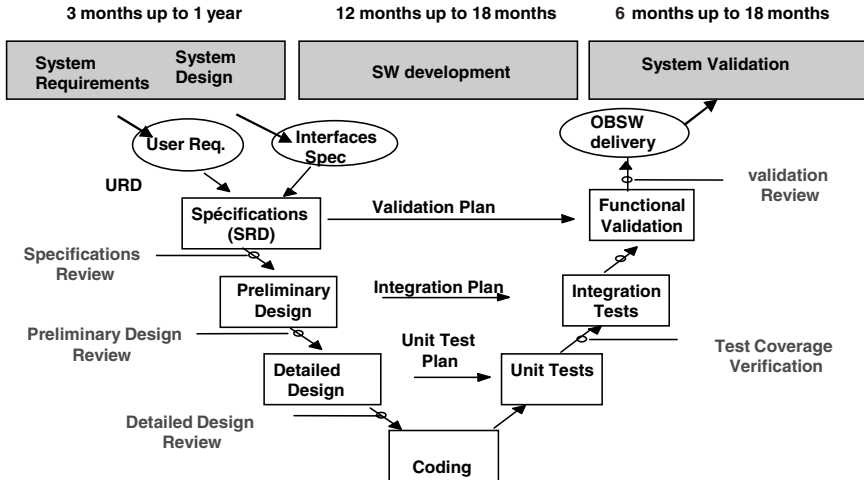 3 months up to 1 year
12 months up to 18 months
6 months up to 18 months
System
Requirements
System
Design
SW development
System Validation
User Req.
Interfaces
Spec
OBSW
delivery
URD
validation
Review
Spécifications
(SRD)
Validation Plan
Functional
Validation
Specifications
Review
Preliminary
Design
Integration Plan
Integration
Tests
Preliminary Design
Review
Unit Test
Plan
Test Coverage
Verification
Detailed
Design
Unit Tests
Detailed Design
Review
Coding